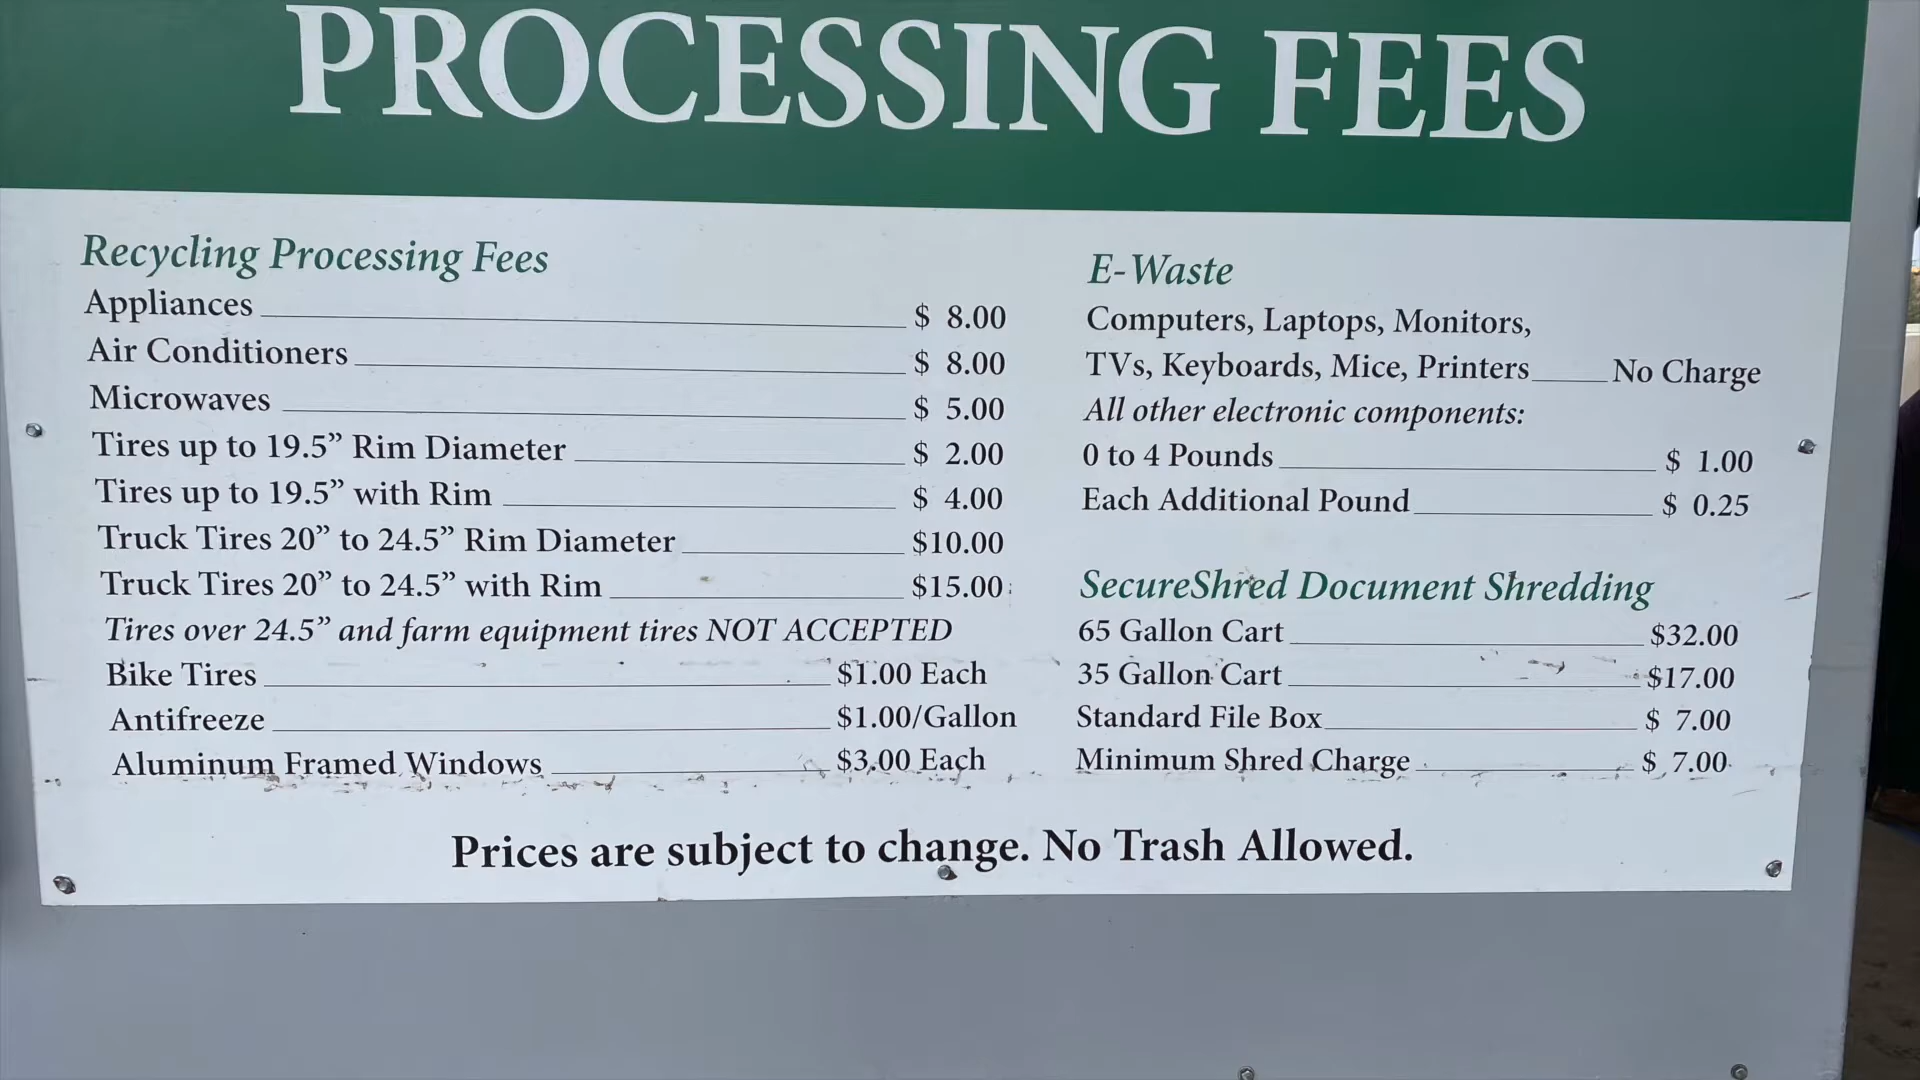 PROCESSING FEES
Recycling Processing Fees
Appliances $ 8.00
Air Conditioners $ 8.00
Microwaves $ 5.00
Tires up to 19.5” Rim Diameter $ 2.00
Tires up to 19.5” with Rim $ 4.00
Truck Tires 20” to 24.5” Rim Diameter $10.00
Truck Tires 20” to 24.5” with Rim $15.00
Tires over 24.5” and farm equipment tires NOT ACCEPTED
Bike Tires $1.00 Each
Antifreeze $1.00/Gallon
Aluminum Framed Windows $3.00 Each
E-Waste
Computers, Laptops, Monitors,
TVs, Keyboards, Mice, Printers No Charge
All other electronic components:
0 to 4 Pounds $ 1.00
Each Additional Pound $ 0.25
SecureShred Document Shredding
65 Gallon Cart $32.00
35 Gallon Cart $17.00
Standard File Box $ 7.00
Minimum Shred Charge $ 7.00
Prices are subject to change. No Trash Allowed.